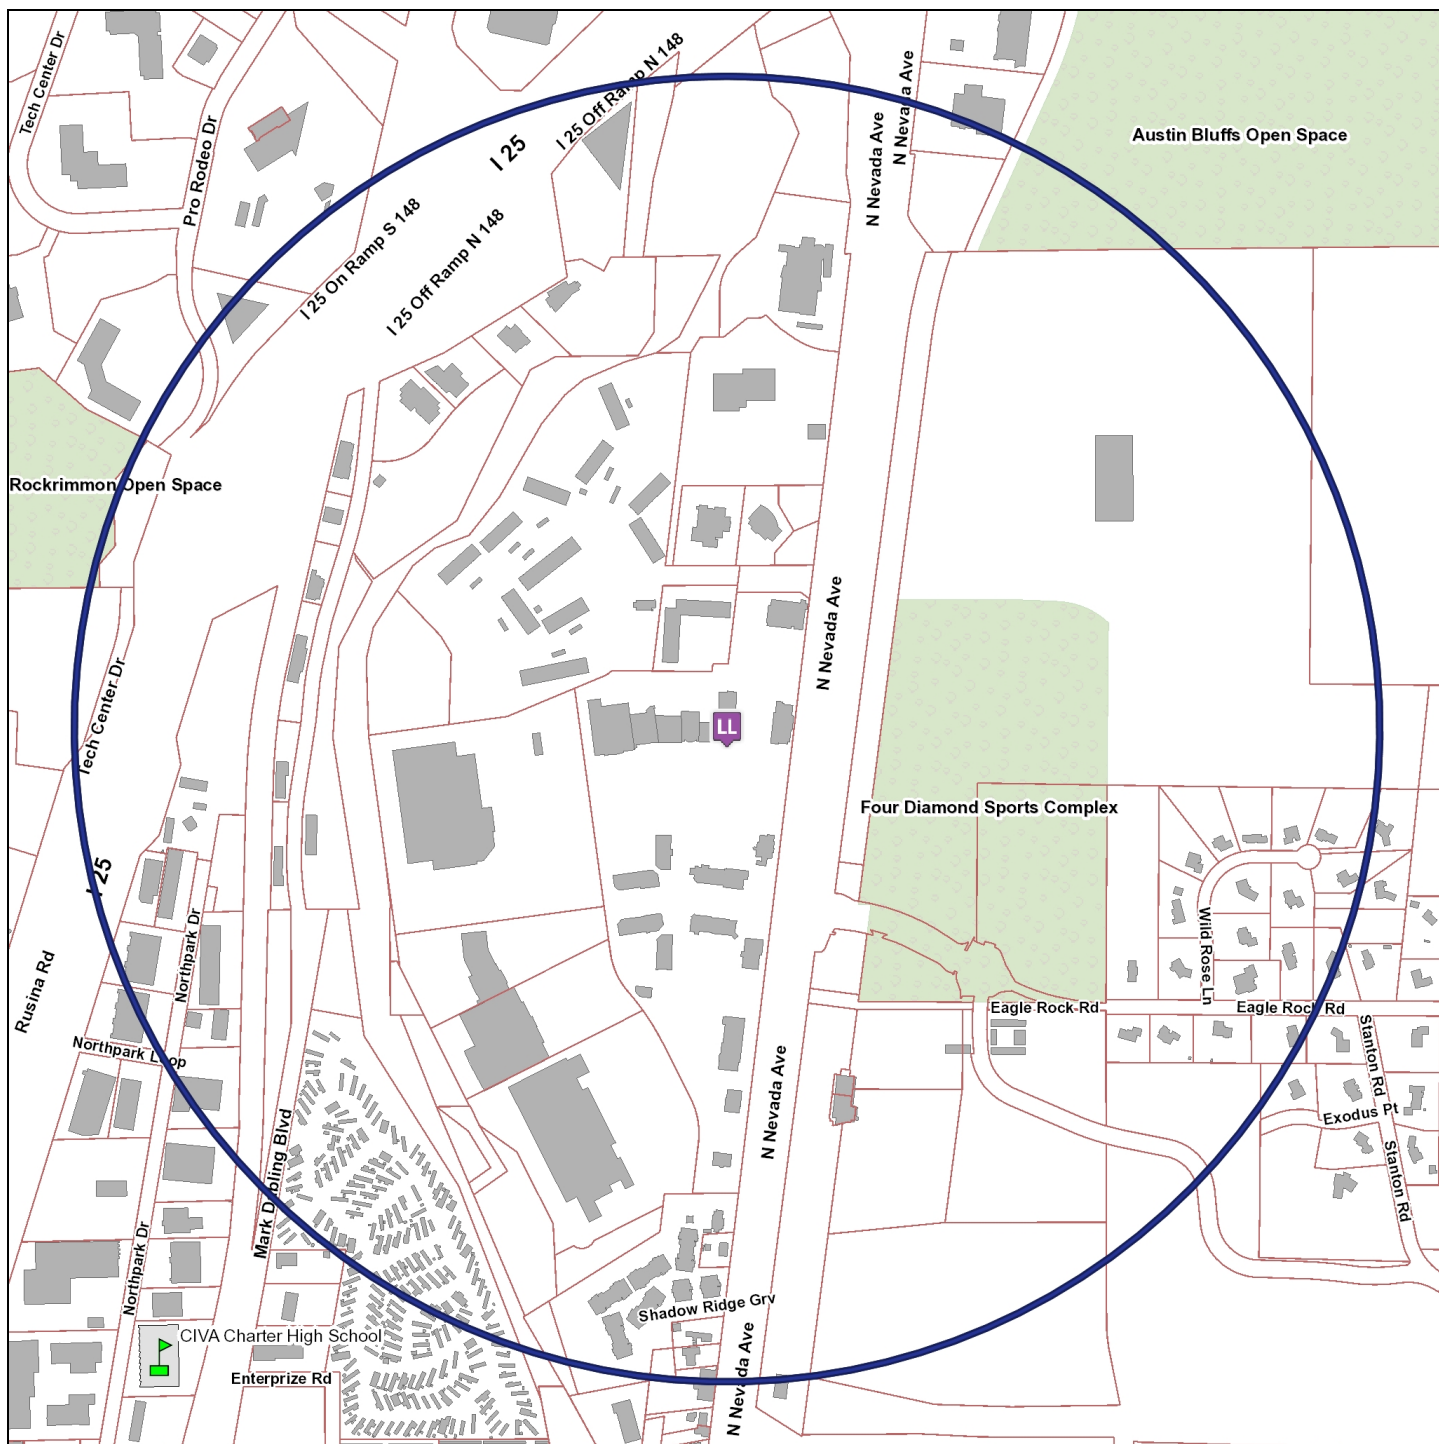 Tech Center Dr
Pro Rodeo Dr
I 25
I 25 Off Ramp N 148
N Nevada Ave
N Nevada Ave
Austin Bluffs Open Space
I 25 On Ramp S 148
I 25 Off Ramp N 148
Rockrimmon Open Space
N Nevada Ave
Tech Center Dr
LL
Four Diamond Sports Complex
I 25
Northpark Dr
Wild Rose Ln
Rusina Rd
Eagle Rock Rd
Eagle Rock Rd
Northpark Loop
Stanton Rd
N Nevada Ave
Exodus Pt
Mark Dabling Blvd
Stanton Rd
Northpark Dr
Shadow Ridge Grv
CIVA Charter High School
Enterprize Rd
N Nevada Ave